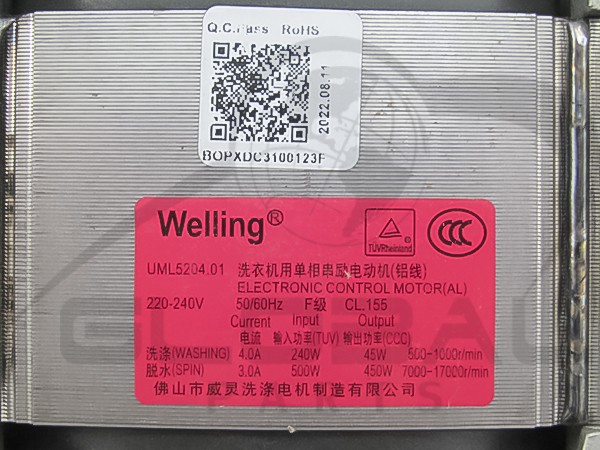 Q.C.Pass RoHS
2022.08.11
BOPXDC3100123F
Welling®
TÜVRheinland
CCC
UML5204.01 洗衣机用单相串励电动机(铝线)
ELECTRONIC CONTROL MOTOR(AL)
220-240V 50/60Hz F级 CL.155
Current Input Output
电流 输入功率(TUV) 输出功率(CCC)
洗涤(WASHING) 4.0A 240W 45W 500-1000r/min
脱水(SPIN) 3.0A 500W 450W 7000-17000r/min
佛山市威灵洗涤电机制造有限公司
GLOBAL
PARTS